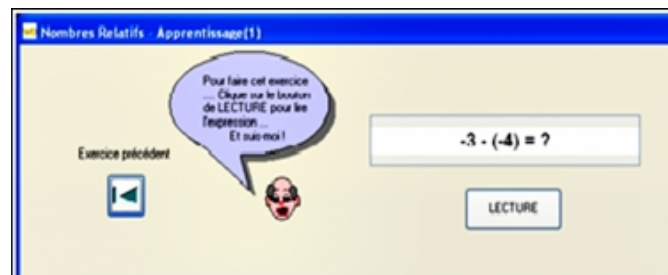 Nombres Relatifs - Apprentissage(1)
Pour faire cet exercice
.... Clique sur le bouton
de LECTURE pour lire
l'expression ...
Et suis-moi !
Exercice précédent
-3 - (-4) = ?
LECTURE